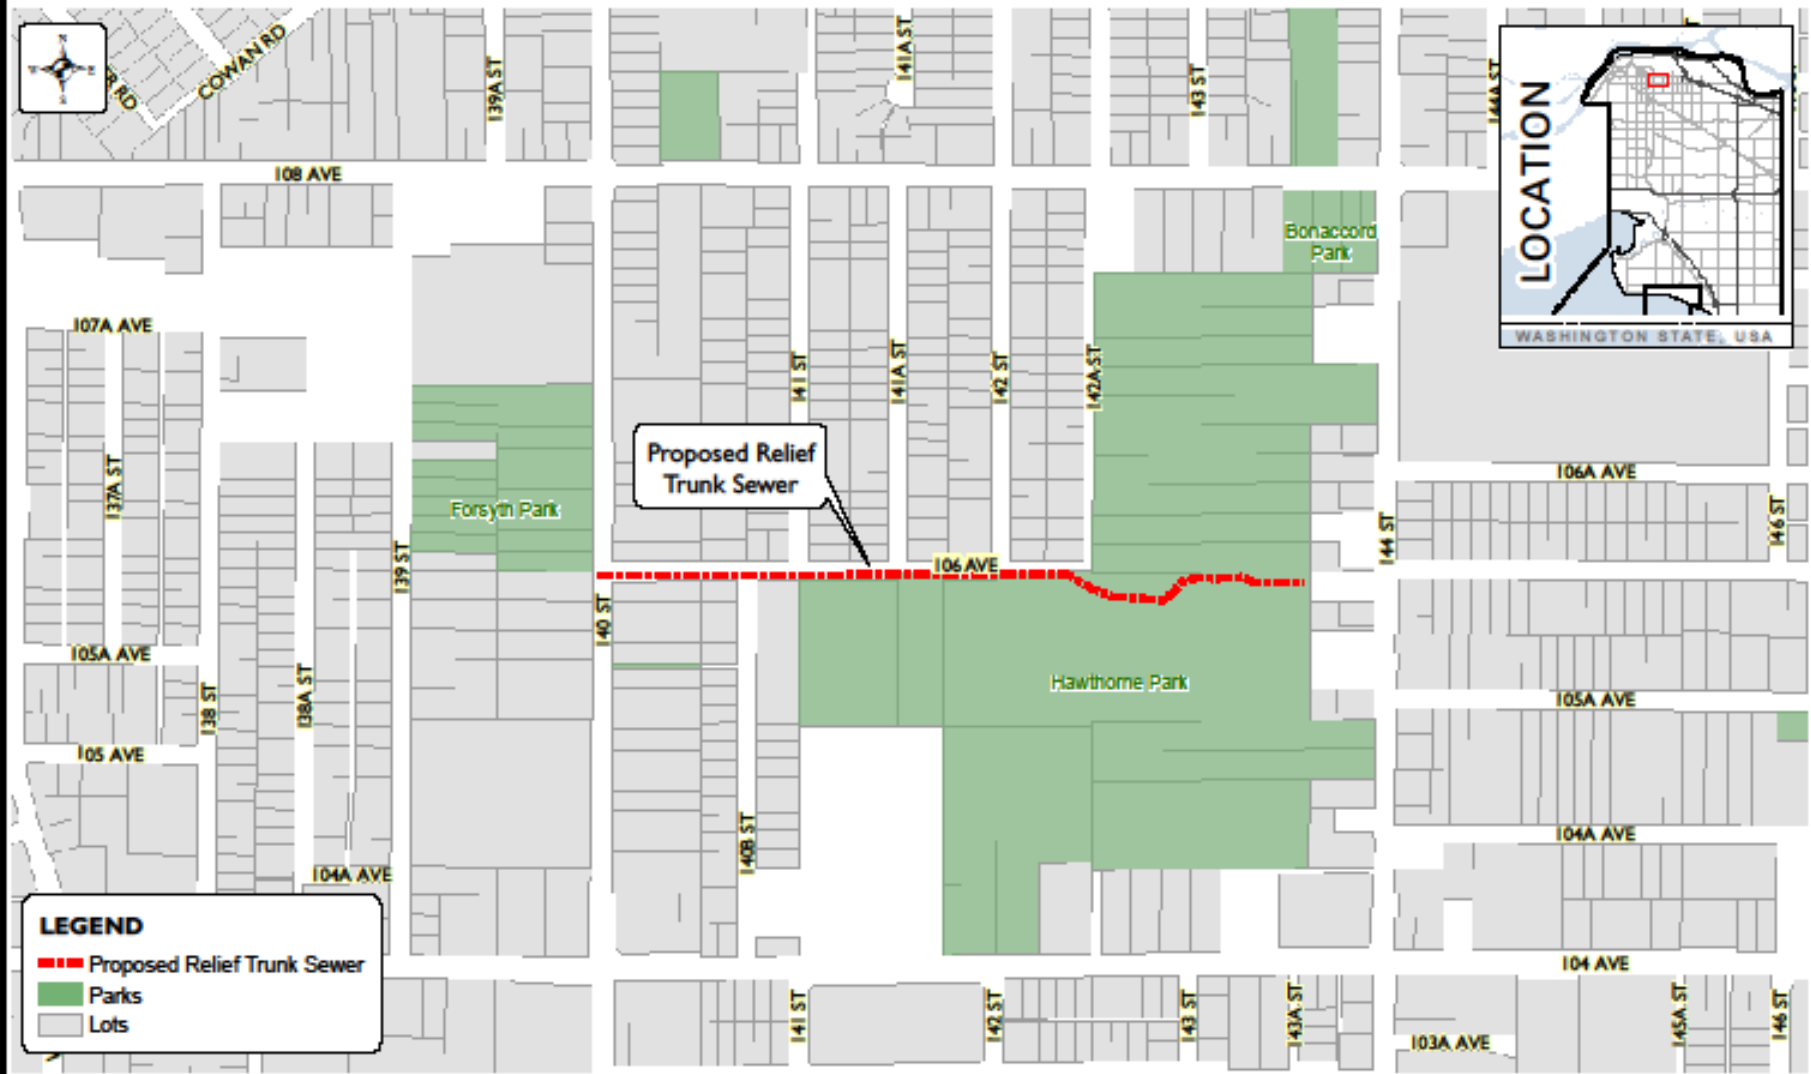 COWAN RD
RD
139A ST
141A ST
143 ST
144A ST
108 AVE
LOCATION
WASHINGTON STATE, USA
Bonaccord
Park
107A AVE
141 ST
141A ST
142 ST
142A ST
137A ST
Proposed Relief
Trunk Sewer
106A AVE
Forsyth Park
146 ST
144 ST
139 ST
106 AVE
140 ST
105A AVE
138 ST
138A ST
Hawthorne Park
105A AVE
105 AVE
140B ST
104A AVE
104A AVE
LEGEND
Proposed Relief Trunk Sewer
Parks
Lots
104 AVE
141 ST
142 ST
143 ST
143A ST
145A ST
146 ST
103A AVE
N
E
S
W